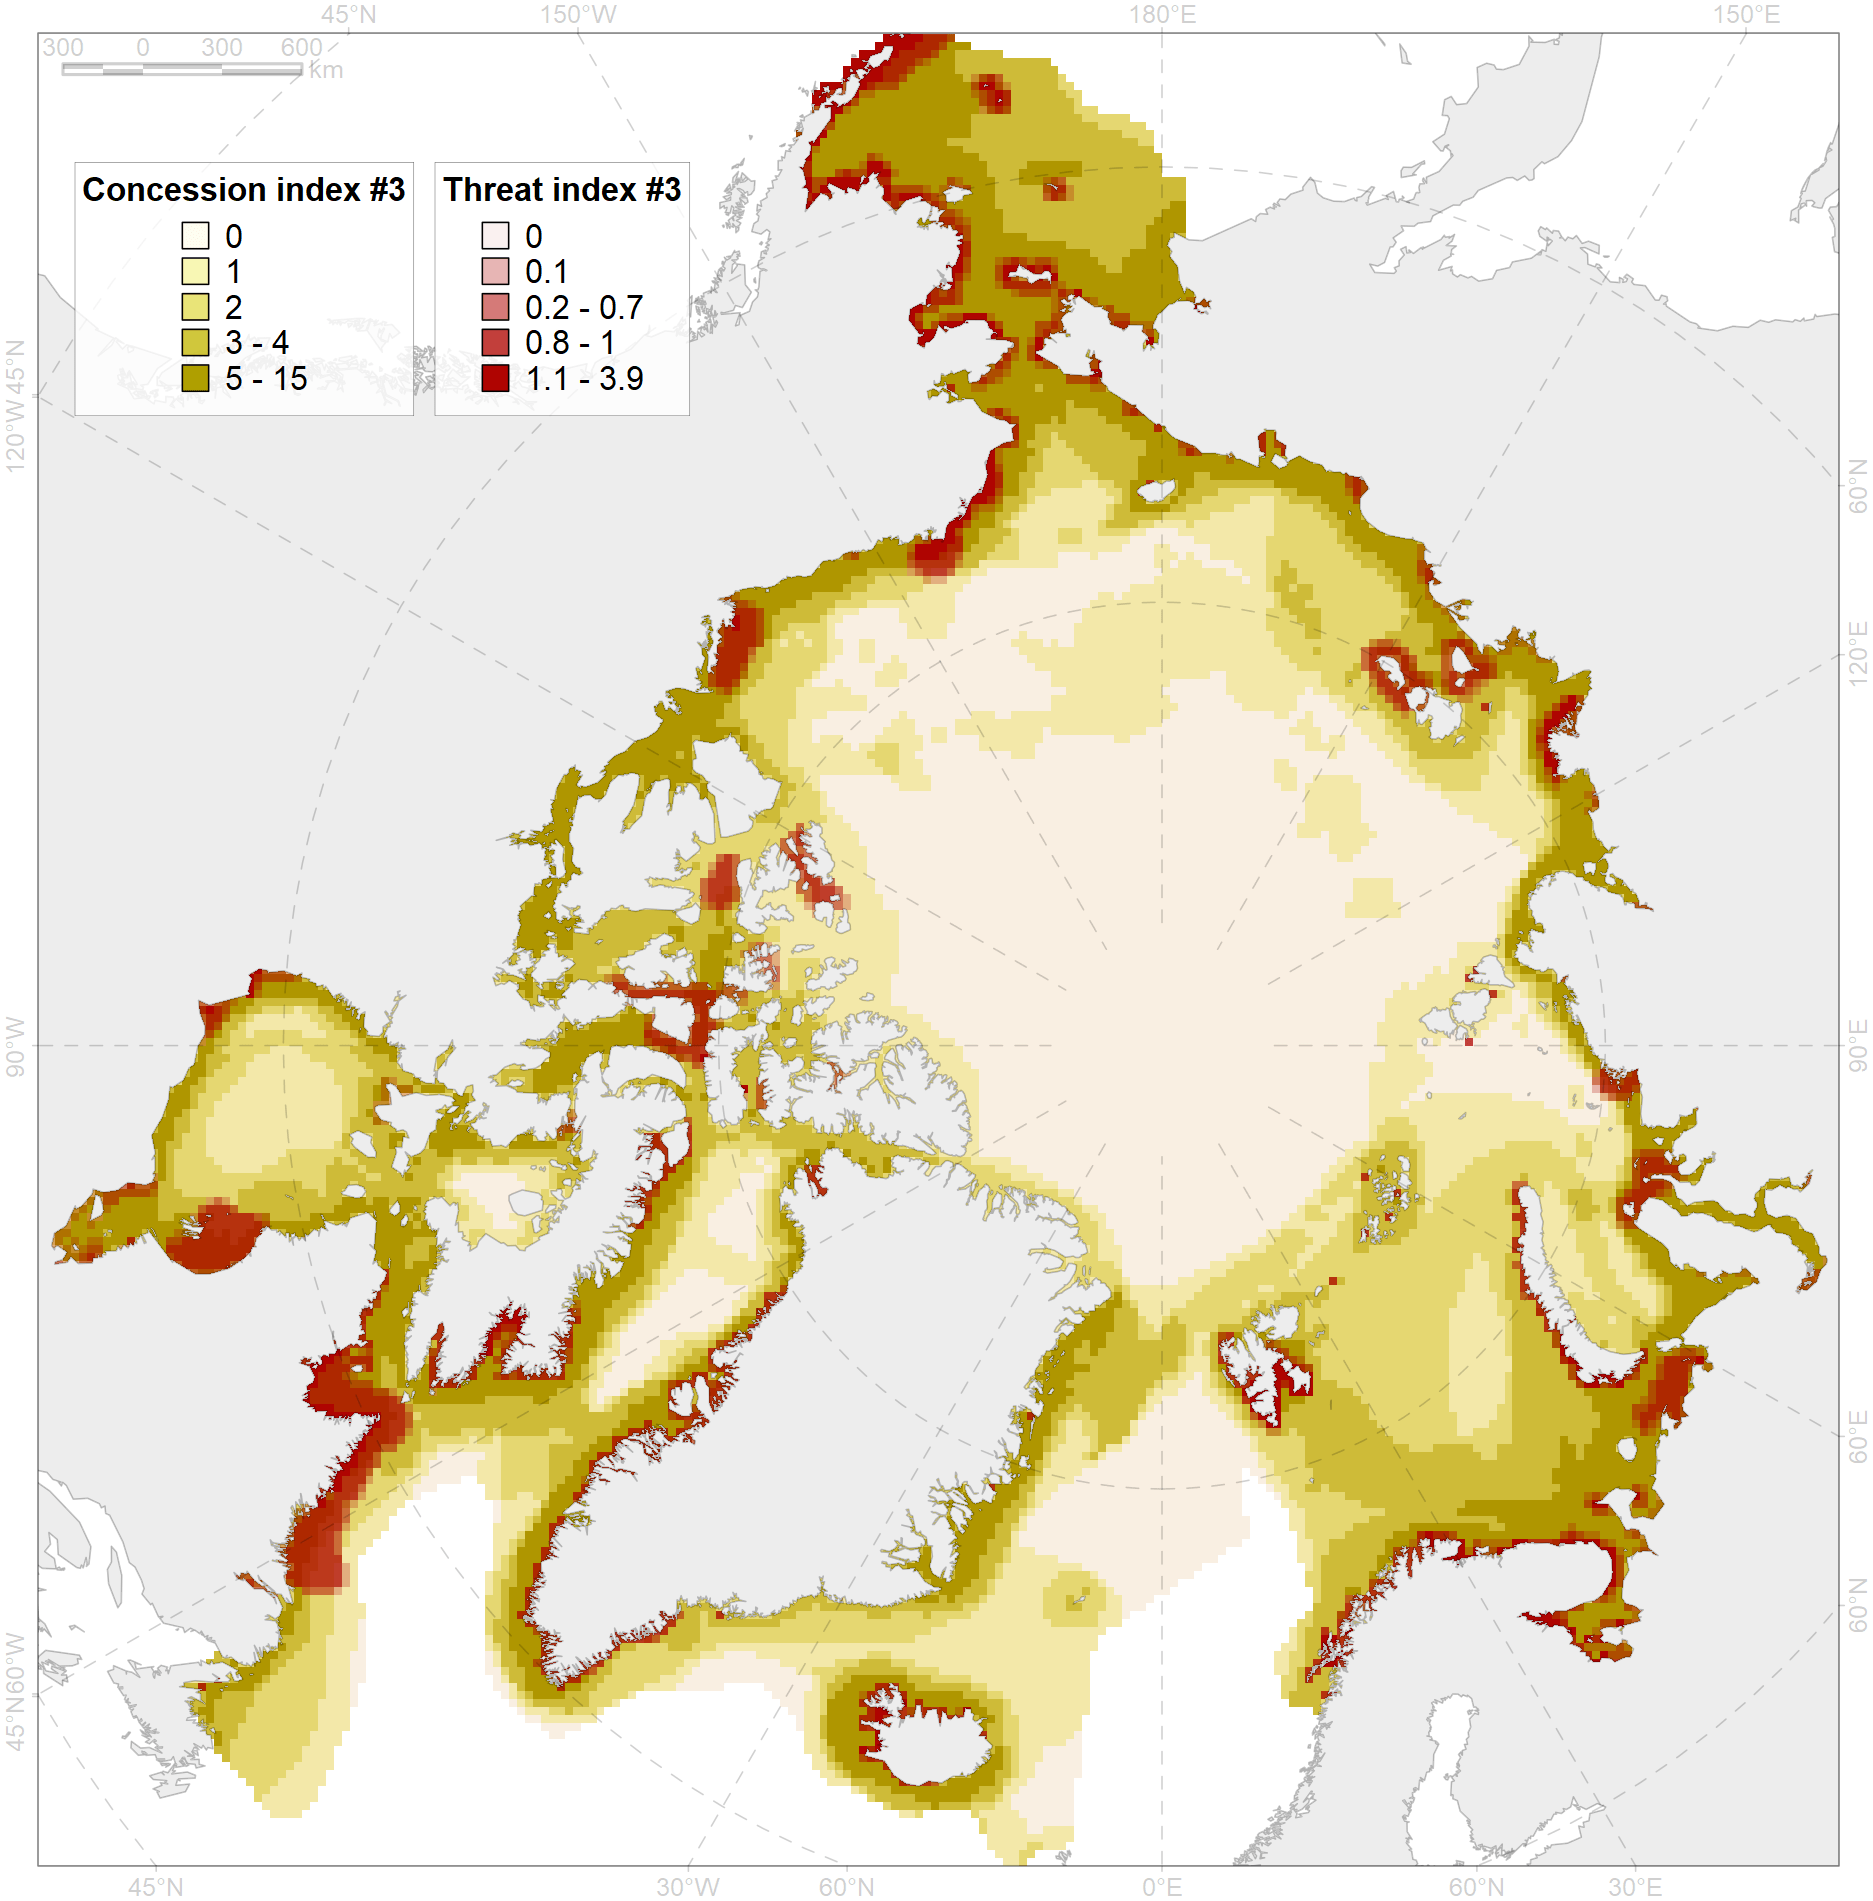 45°N 150°W 180°E 150°E
300 0 300 600
km
Concession index #3
0
1
2
3 - 4
5 - 15
Threat index #3
0
0.1
0.2 - 0.7
0.8 - 1
1.1 - 3.9
45°N
120°W
90°W
60°W
45°N
60°N
120°E
90°E
60°E
60°N
45°N 30°W 60°N 0°E 60°N 30°E